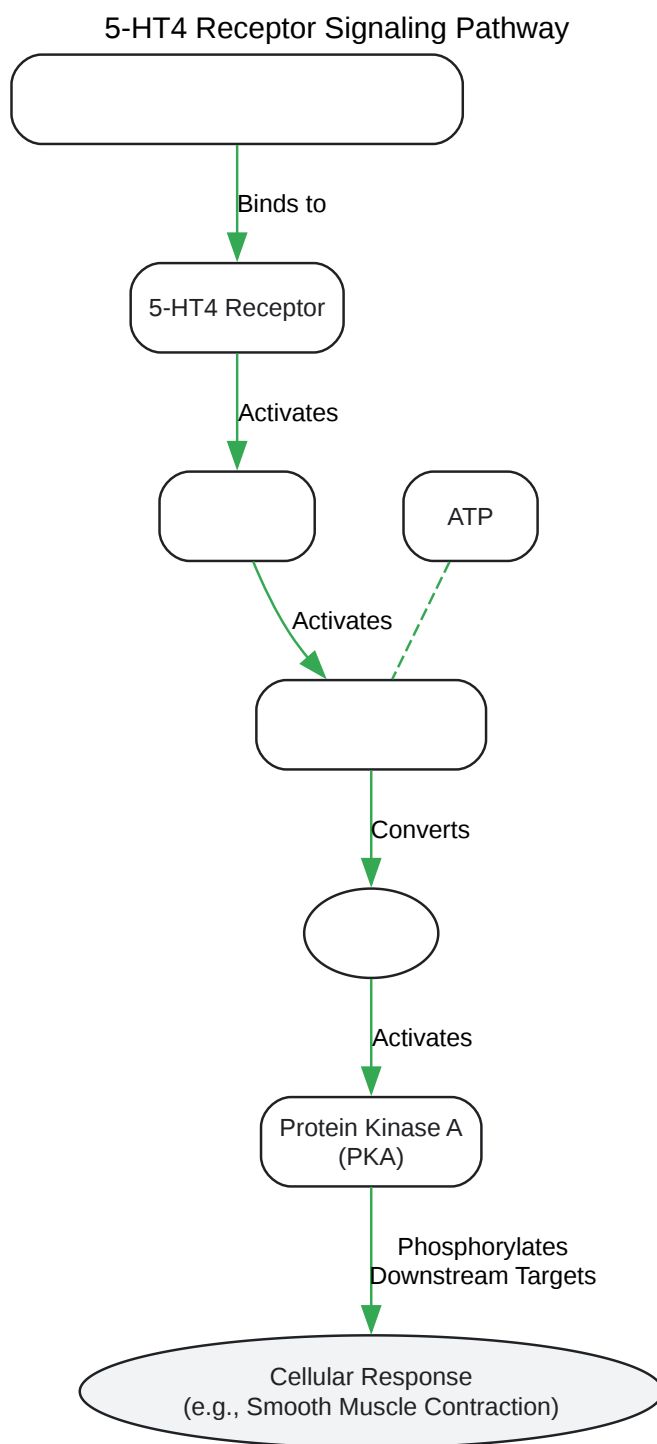 5-HT4 Receptor Signaling Pathway
Binds to
5-HT4 Receptor
Activates
ATP
Activates
Converts
Activates
Protein Kinase A
(PKA)
Phosphorylates
Downstream Targets
Cellular Response
(e.g., Smooth Muscle Contraction)